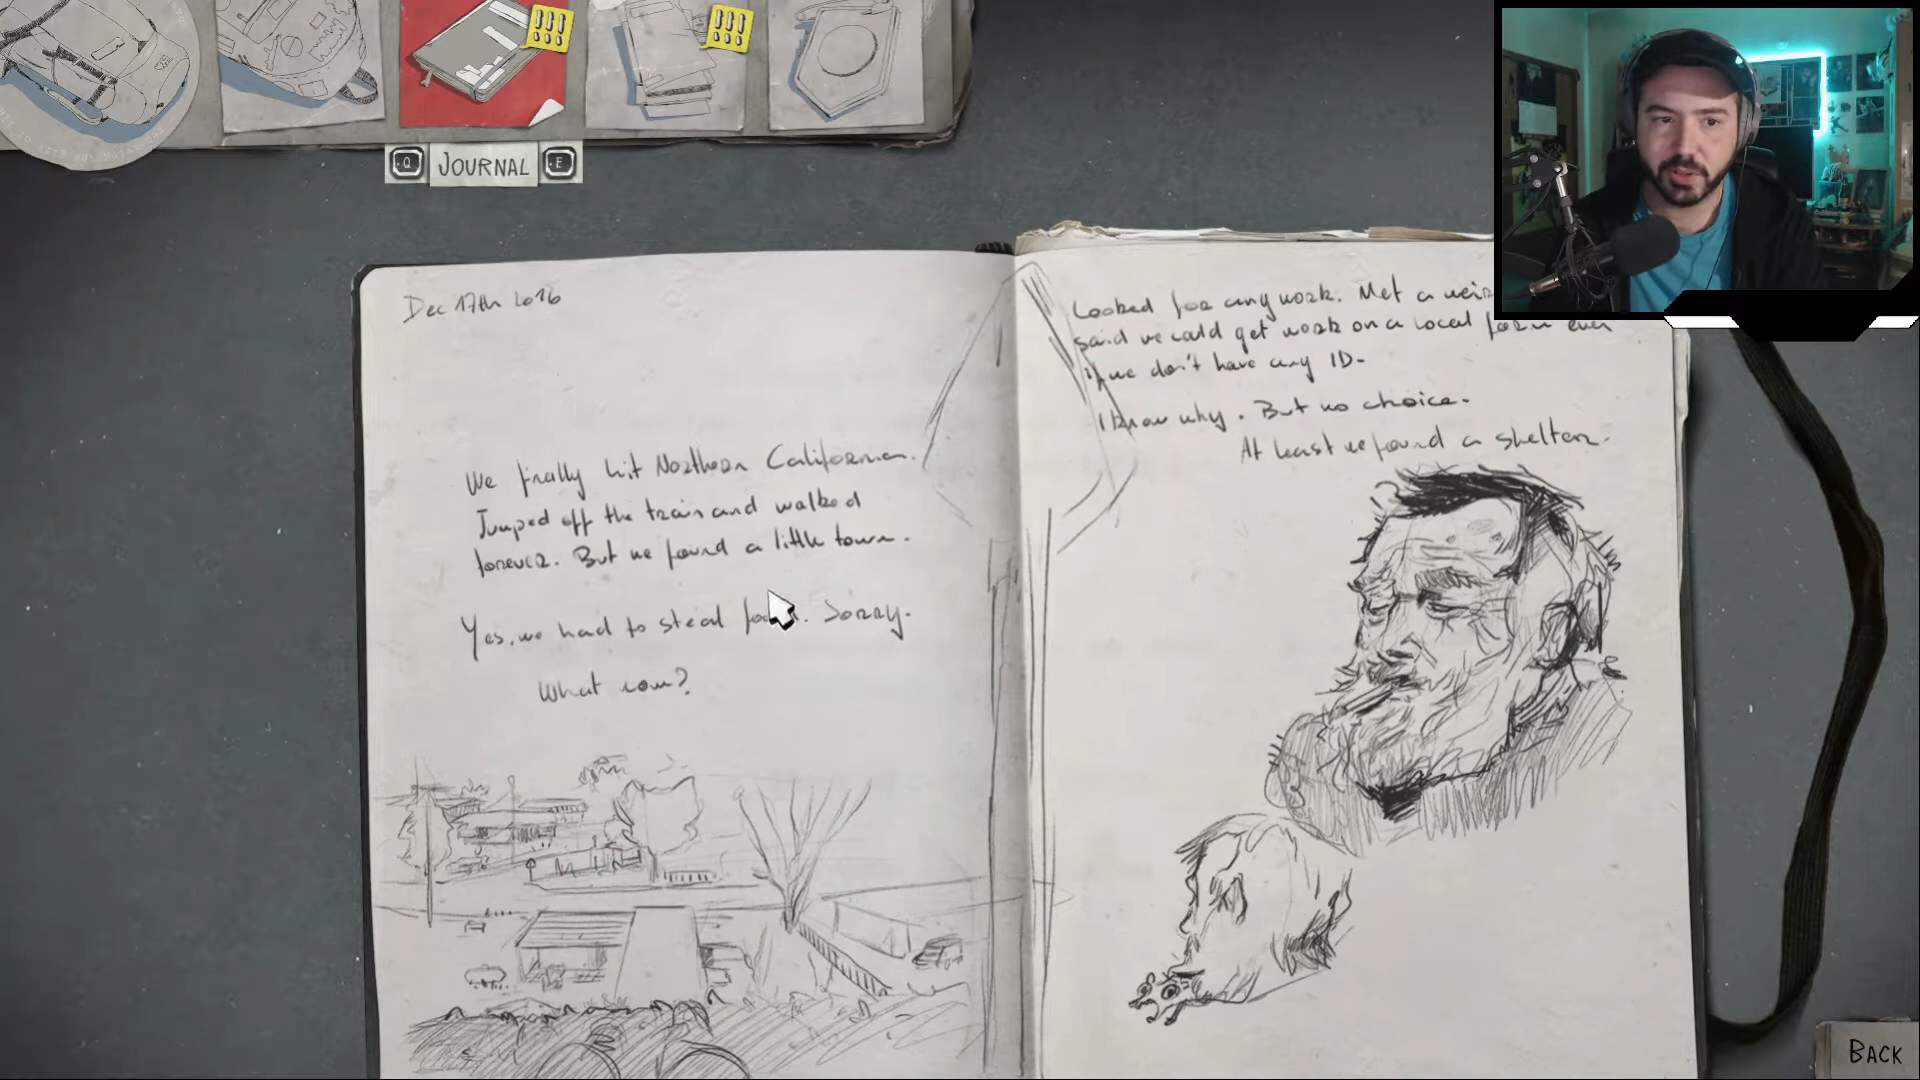 Q JOURNAL E
Dec 17th 2016
We finally hit Northern California.
Jumped off the train and walked
forever. But we found a little town.
Yes, we had to steal Sorry.
What now?
Looked for any work. Met a
said we could get work on a local farm even
if we don't have any ID-
I know why. But no choice.
At least we found a shelter.
BACK